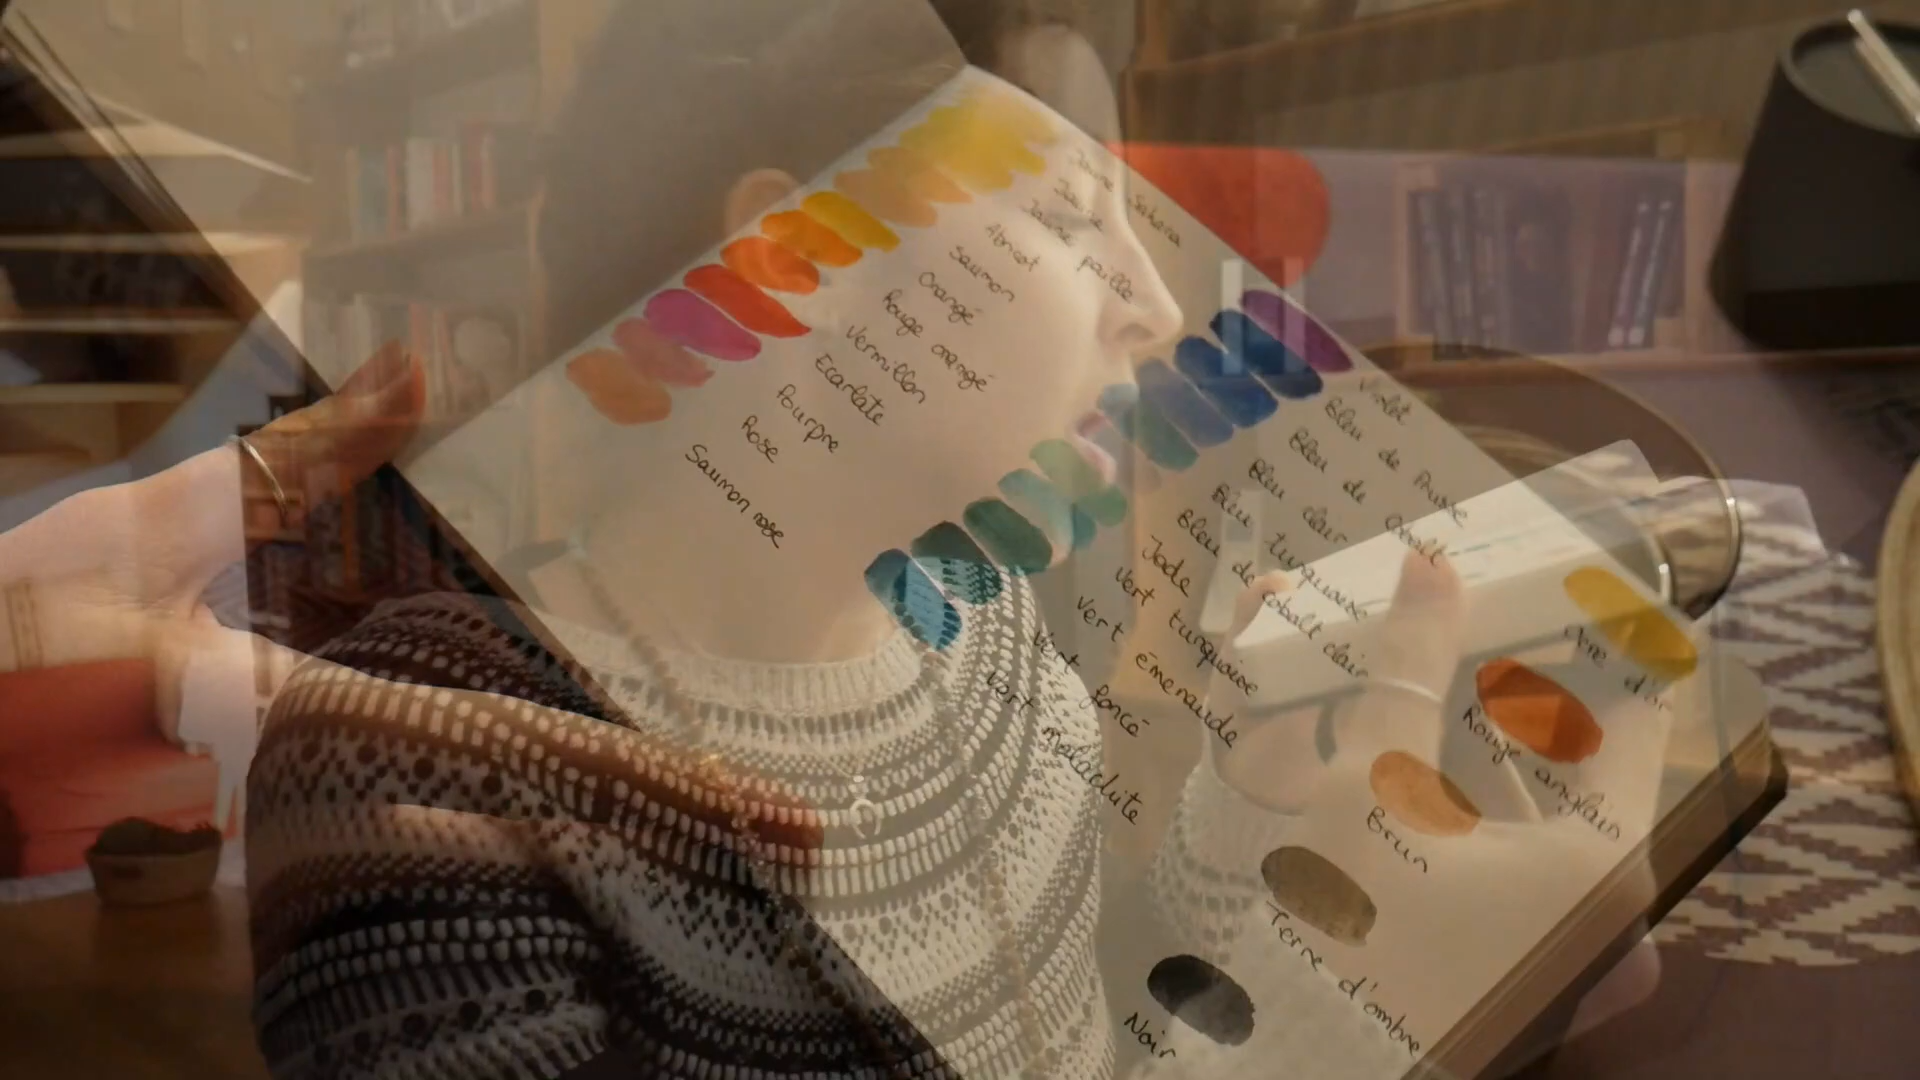 Jaune Sahara
Jaune
Jaune paille
Abricot
Saumon
Orangé
Rouge orangé
Vermillon
Ecarlate
Pourpre
Rose
Saumon rose
Violet
Bleu de Prusse
Bleu de cobalt
Bleu clair
Bleu turquoise
Bleu de cobalt clair
Jade
Vert turquoise
Vert émeraude
Vert foncé
Vert malachite
Ocre d'or
Rouge anglais
Brun
Terre d'ombre
Noir